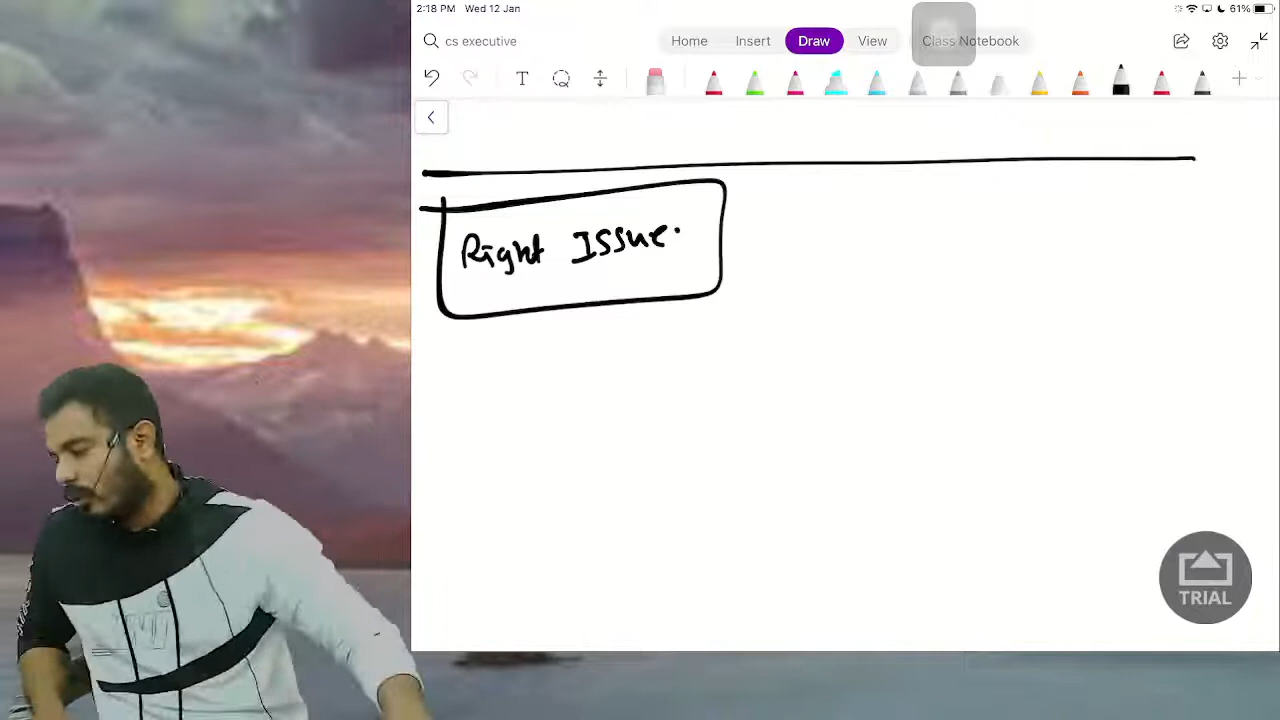 2:18 PM Wed 12 Jan
61%
cs executive
Home Insert Draw View Class Notebook
T
Right Issue.
TRIAL